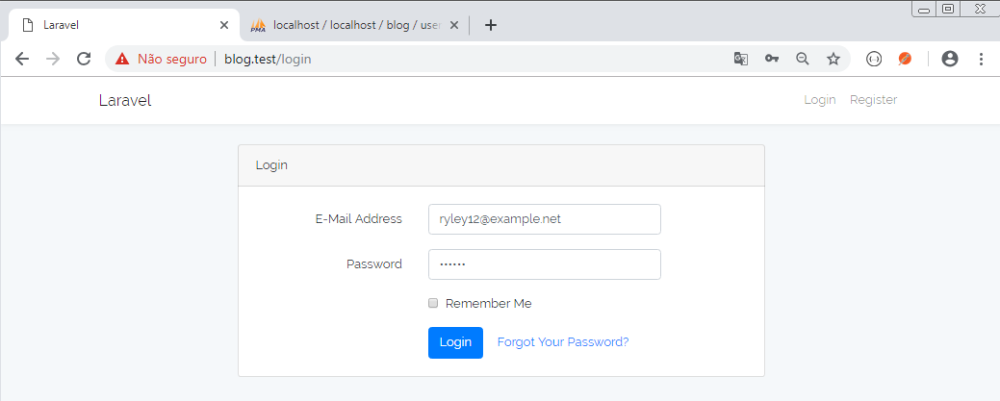 Laravel
PMA localhost / localhost / blog / user
Não seguro blog.test/login
Laravel Login Register
Login
E-Mail Address ryley12@example.net
Password ••••••
Remember Me
Login Forgot Your Password?